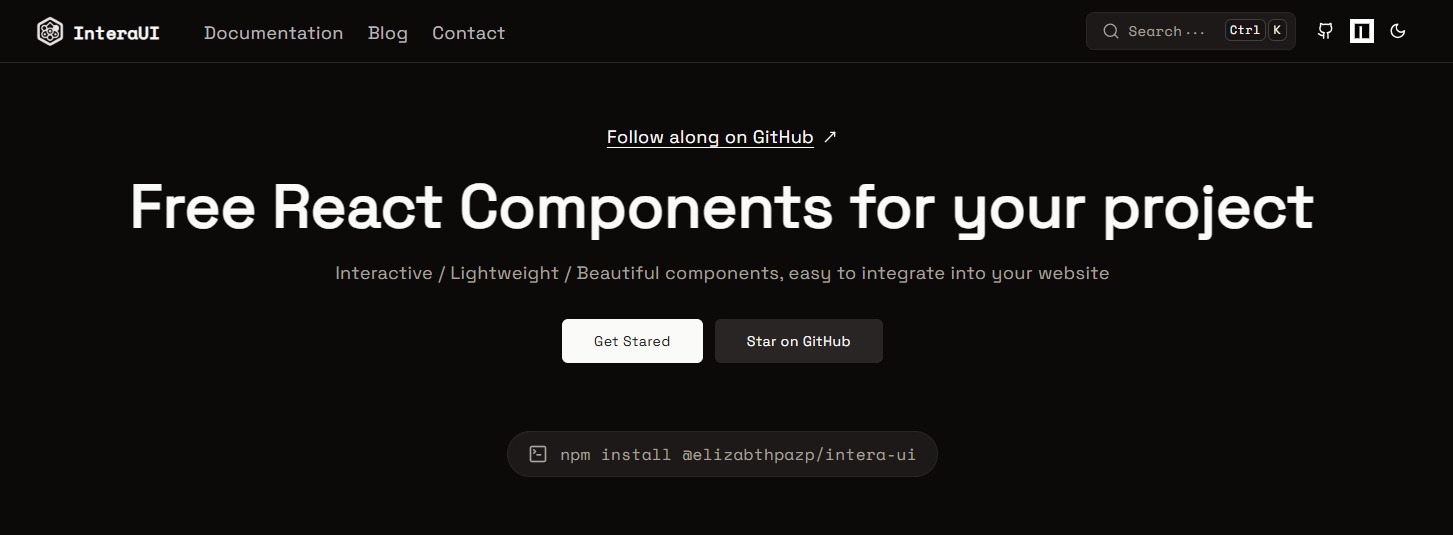 InteraUI Documentation Blog Contact Search... Ctrl K
Follow along on GitHub ↗
Free React Components for your project
Interactive / Lightweight / Beautiful components, easy to integrate into your website
Get Stared Star on GitHub
npm install @elizabthpazp/intera-ui